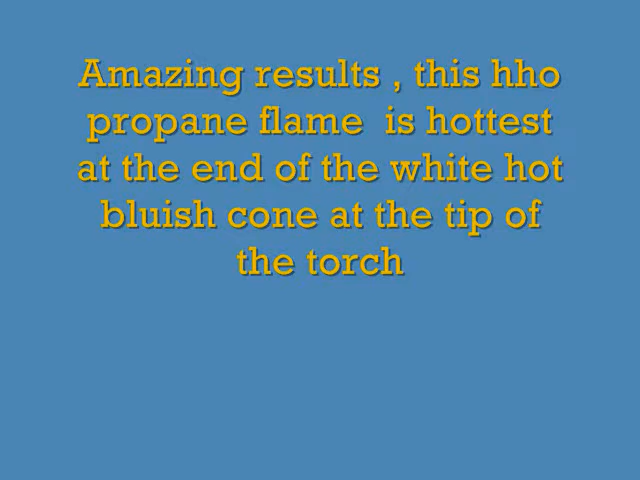 Amazing results , this hho
propane flame  is hottest
at the end of the white hot
bluish cone at the tip of
the torch